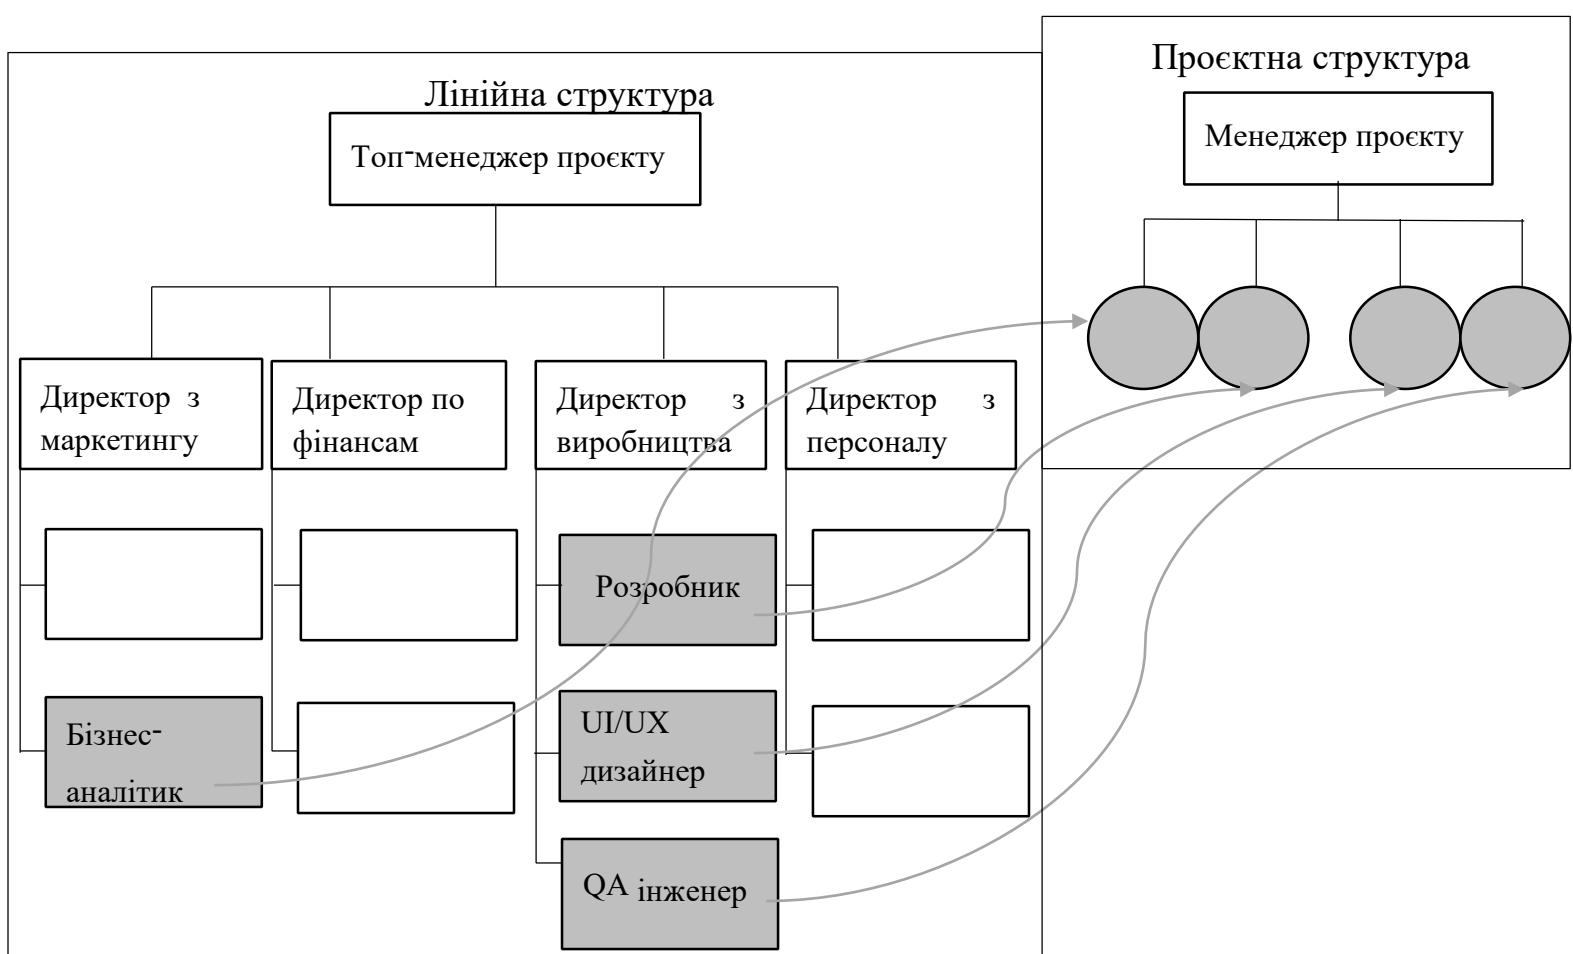 Проєктна структура
Менеджер проєкту
Лінійна структура
Топ-менеджер проєкту
Директор з
маркетингу
Директор по
фінансам
Директор з
виробництва
Директор з
персоналу
Розробник
Бізнес-
аналітик
UI/UX
дизайнер
QA інженер